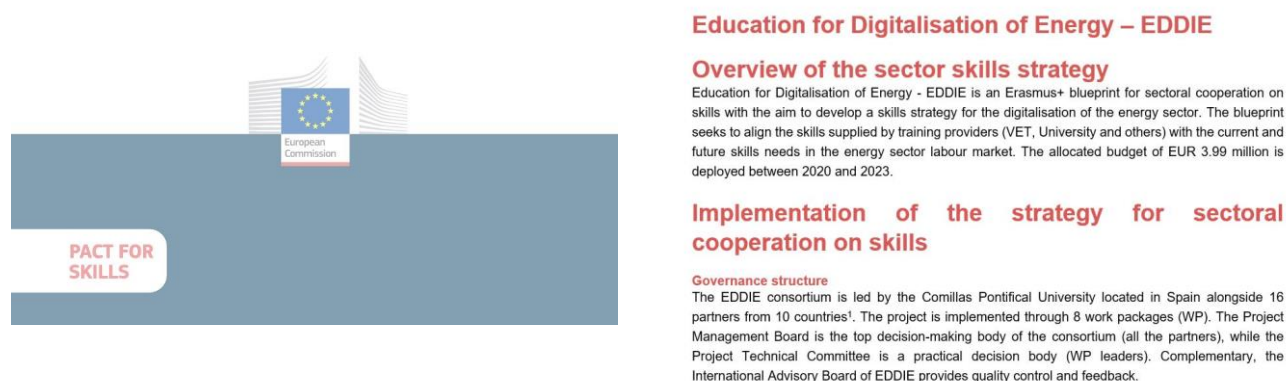 European
Commission
PACT FOR
SKILLS
Education for Digitalisation of Energy – EDDIE
Overview of the sector skills strategy
Education for Digitalisation of Energy - EDDIE is an Erasmus+ blueprint for sectoral cooperation on
skills with the aim to develop a skills strategy for the digitalisation of the energy sector. The blueprint
seeks to align the skills supplied by training providers (VET, University and others) with the current and
future skills needs in the energy sector labour market. The allocated budget of EUR 3.99 million is
deployed between 2020 and 2023.
Implementation of the strategy for sectoral
cooperation on skills
Governance structure
The EDDIE consortium is led by the Comillas Pontifical University located in Spain alongside 16
partners from 10 countries¹. The project is implemented through 8 work packages (WP). The Project
Management Board is the top decision-making body of the consortium (all the partners), while the
Project Technical Committee is a practical decision body (WP leaders). Complementary, the
International Advisory Board of EDDIE provides quality control and feedback.